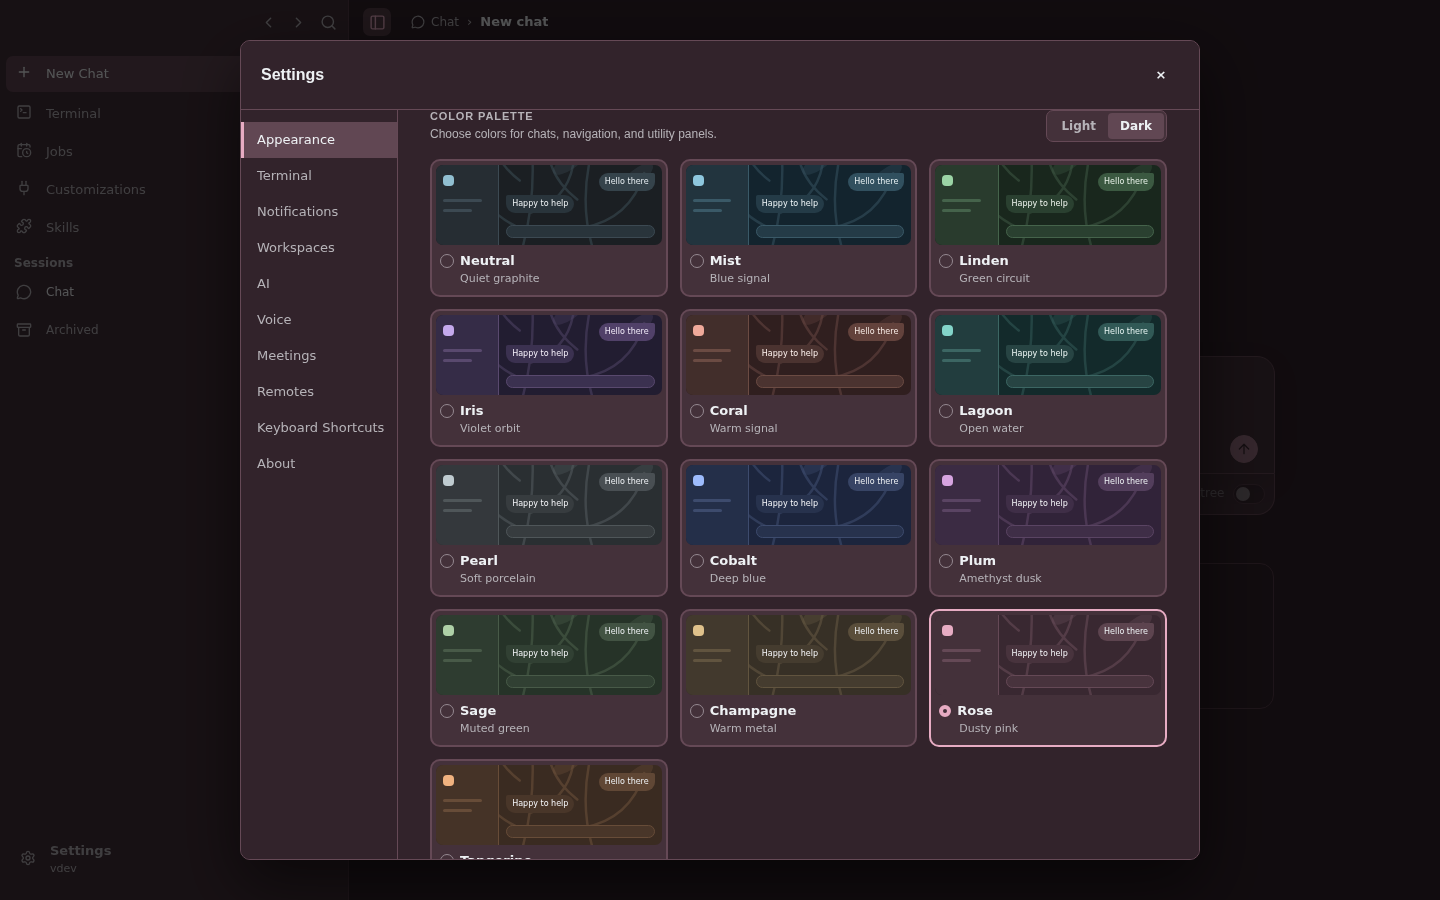 Chat › New chat
New Chat
Terminal
Jobs
Customizations
Skills
Sessions
Chat
Archived
Settings
vdev
Settings
×
Appearance
Terminal
Notifications
Workspaces
AI
Voice
Meetings
Remotes
Keyboard Shortcuts
About
COLOR PALETTE
Choose colors for chats, navigation, and utility panels.
Light Dark
Hello there
Happy to help
Neutral
Quiet graphite
Hello there
Happy to help
Mist
Blue signal
Hello there
Happy to help
Linden
Green circuit
Hello there
Happy to help
Iris
Violet orbit
Hello there
Happy to help
Coral
Warm signal
Hello there
Happy to help
Lagoon
Open water
Hello there
Happy to help
Pearl
Soft porcelain
Hello there
Happy to help
Cobalt
Deep blue
Hello there
Happy to help
Plum
Amethyst dusk
Hello there
Happy to help
Sage
Muted green
Hello there
Happy to help
Champagne
Warm metal
Hello there
Happy to help
Rose
Dusty pink
Hello there
Happy to help
Tangerine
tree